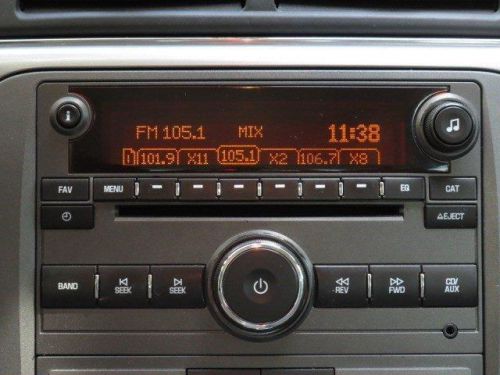 FM 105.1 MIX 11:38
1 101.9 X11 105.1 X2 106.7 X8
FAV MENU EQ CAT
EJECT
BAND SEEK SEEK REV FWD CD/AUX